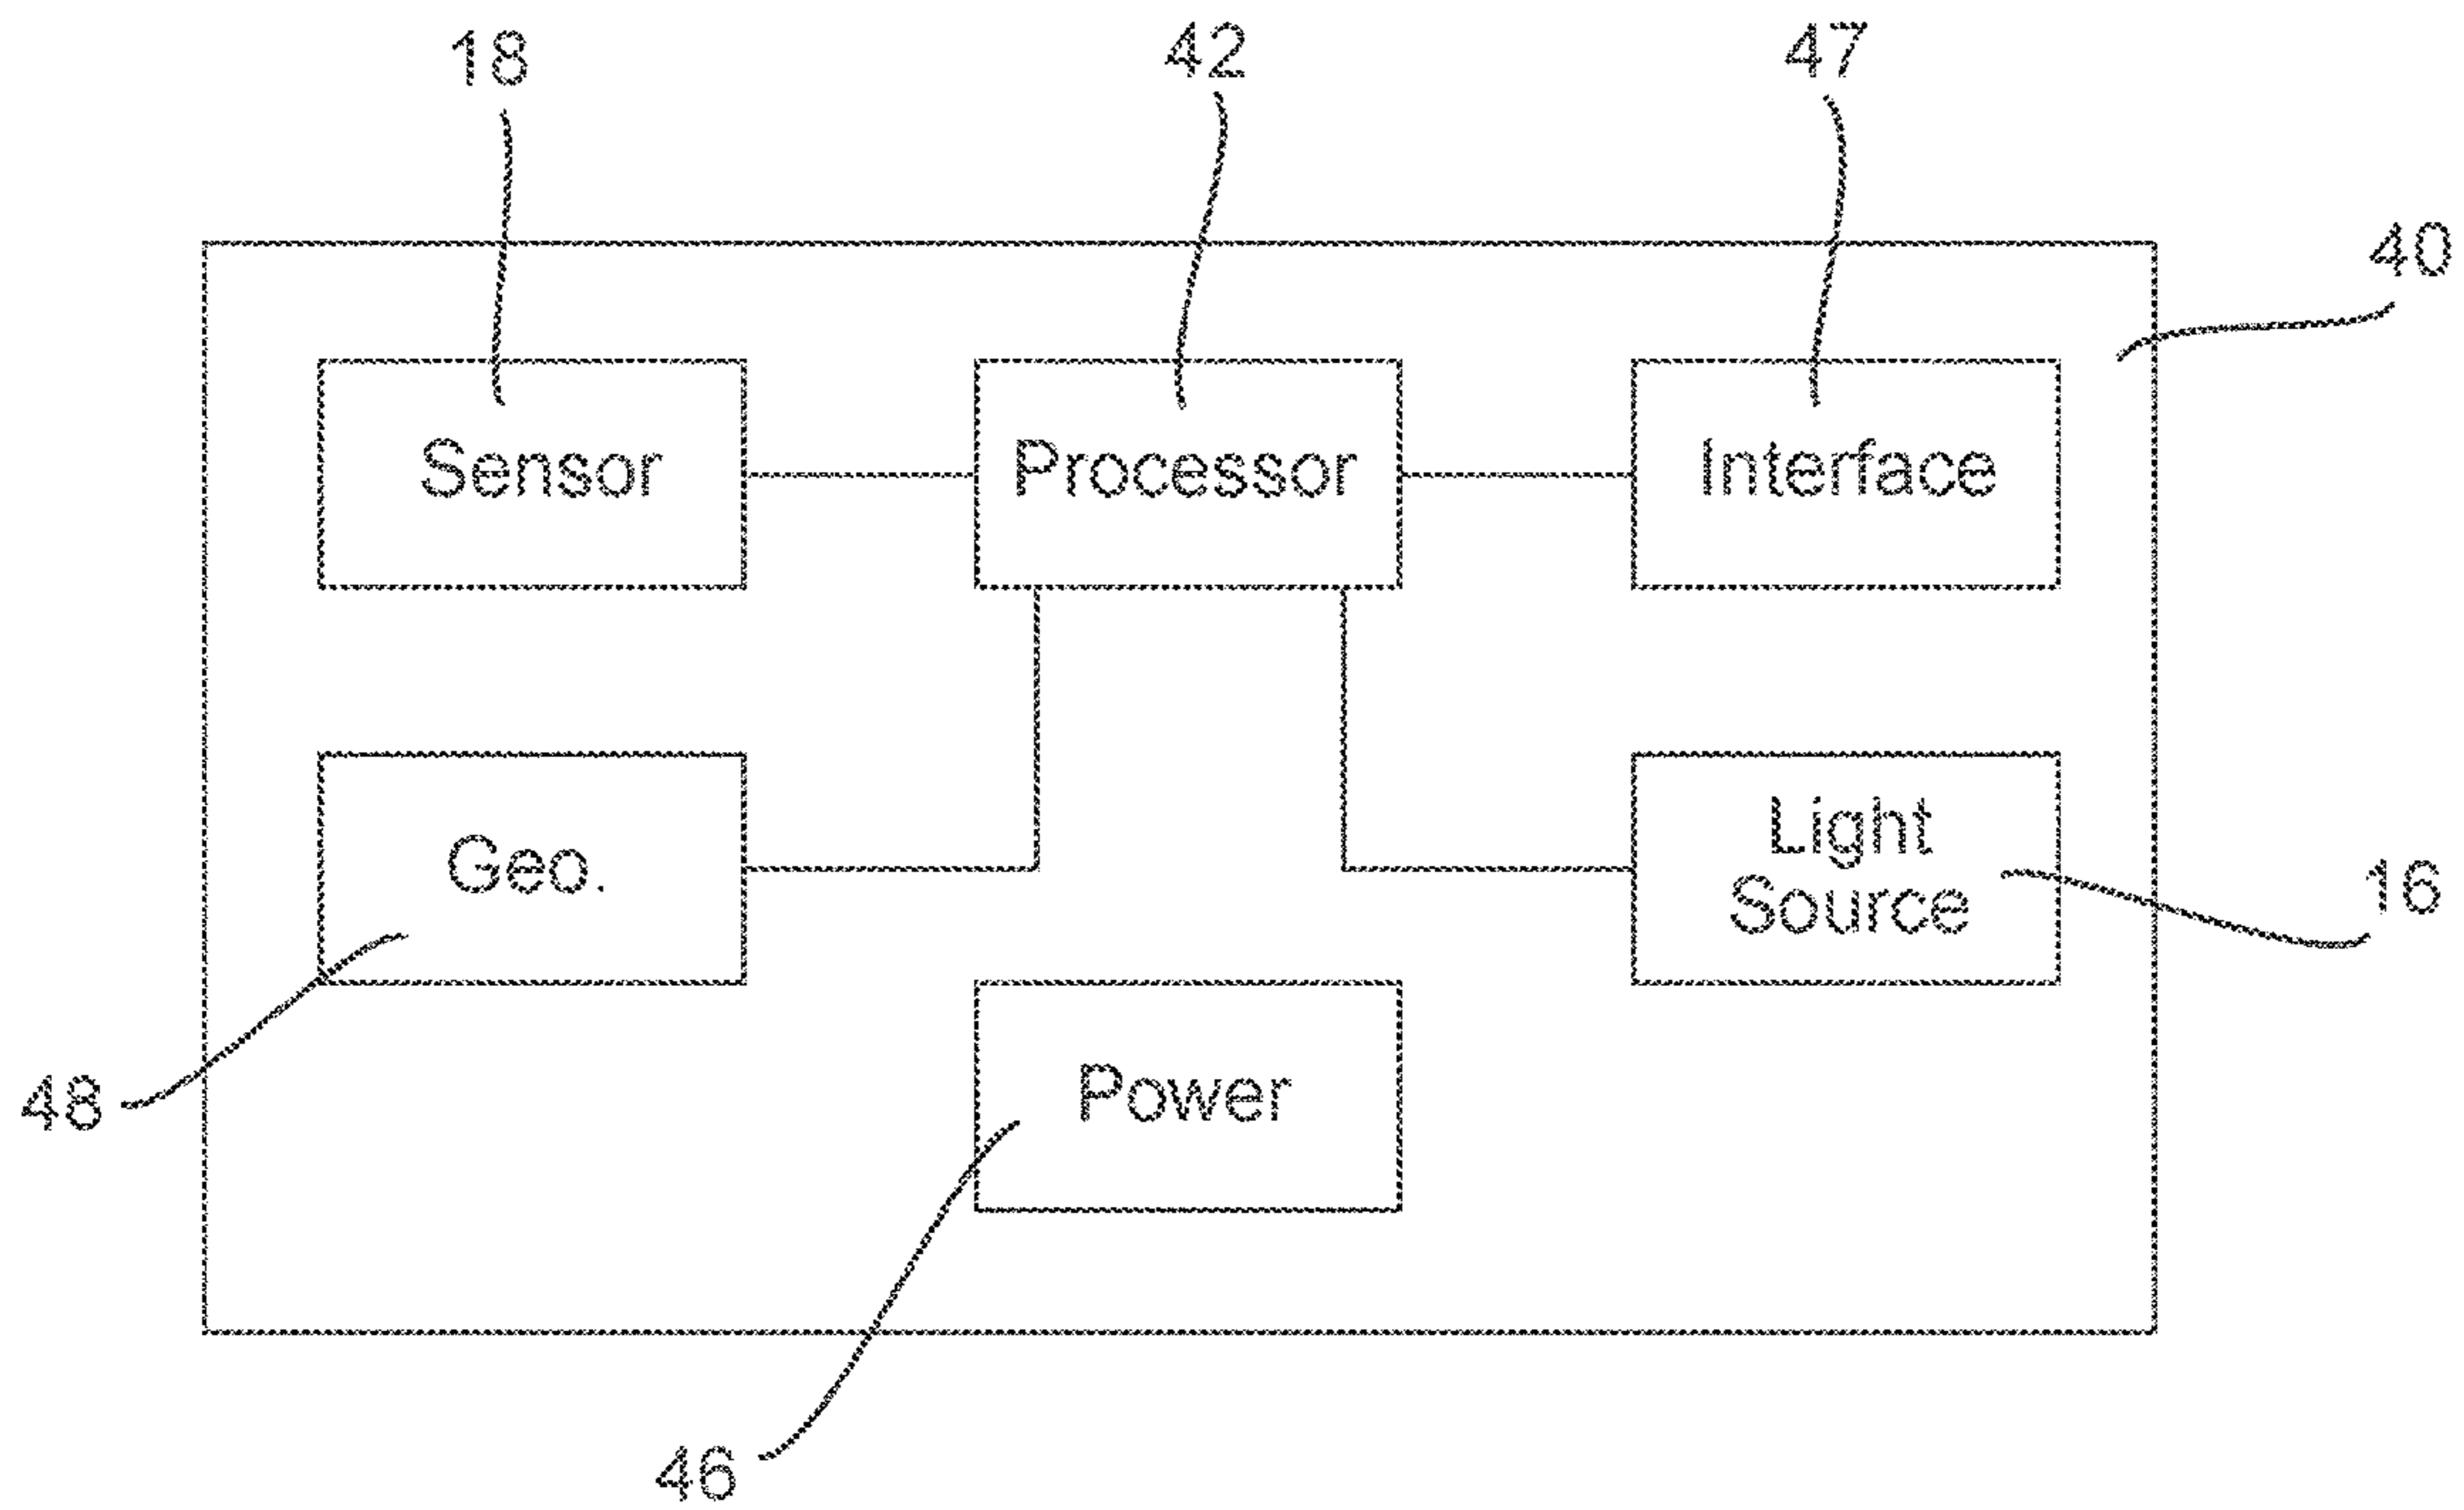 18
42
47
40
Sensor
Processor
Interface
Geo.
Light
Source
16
48
Power
46